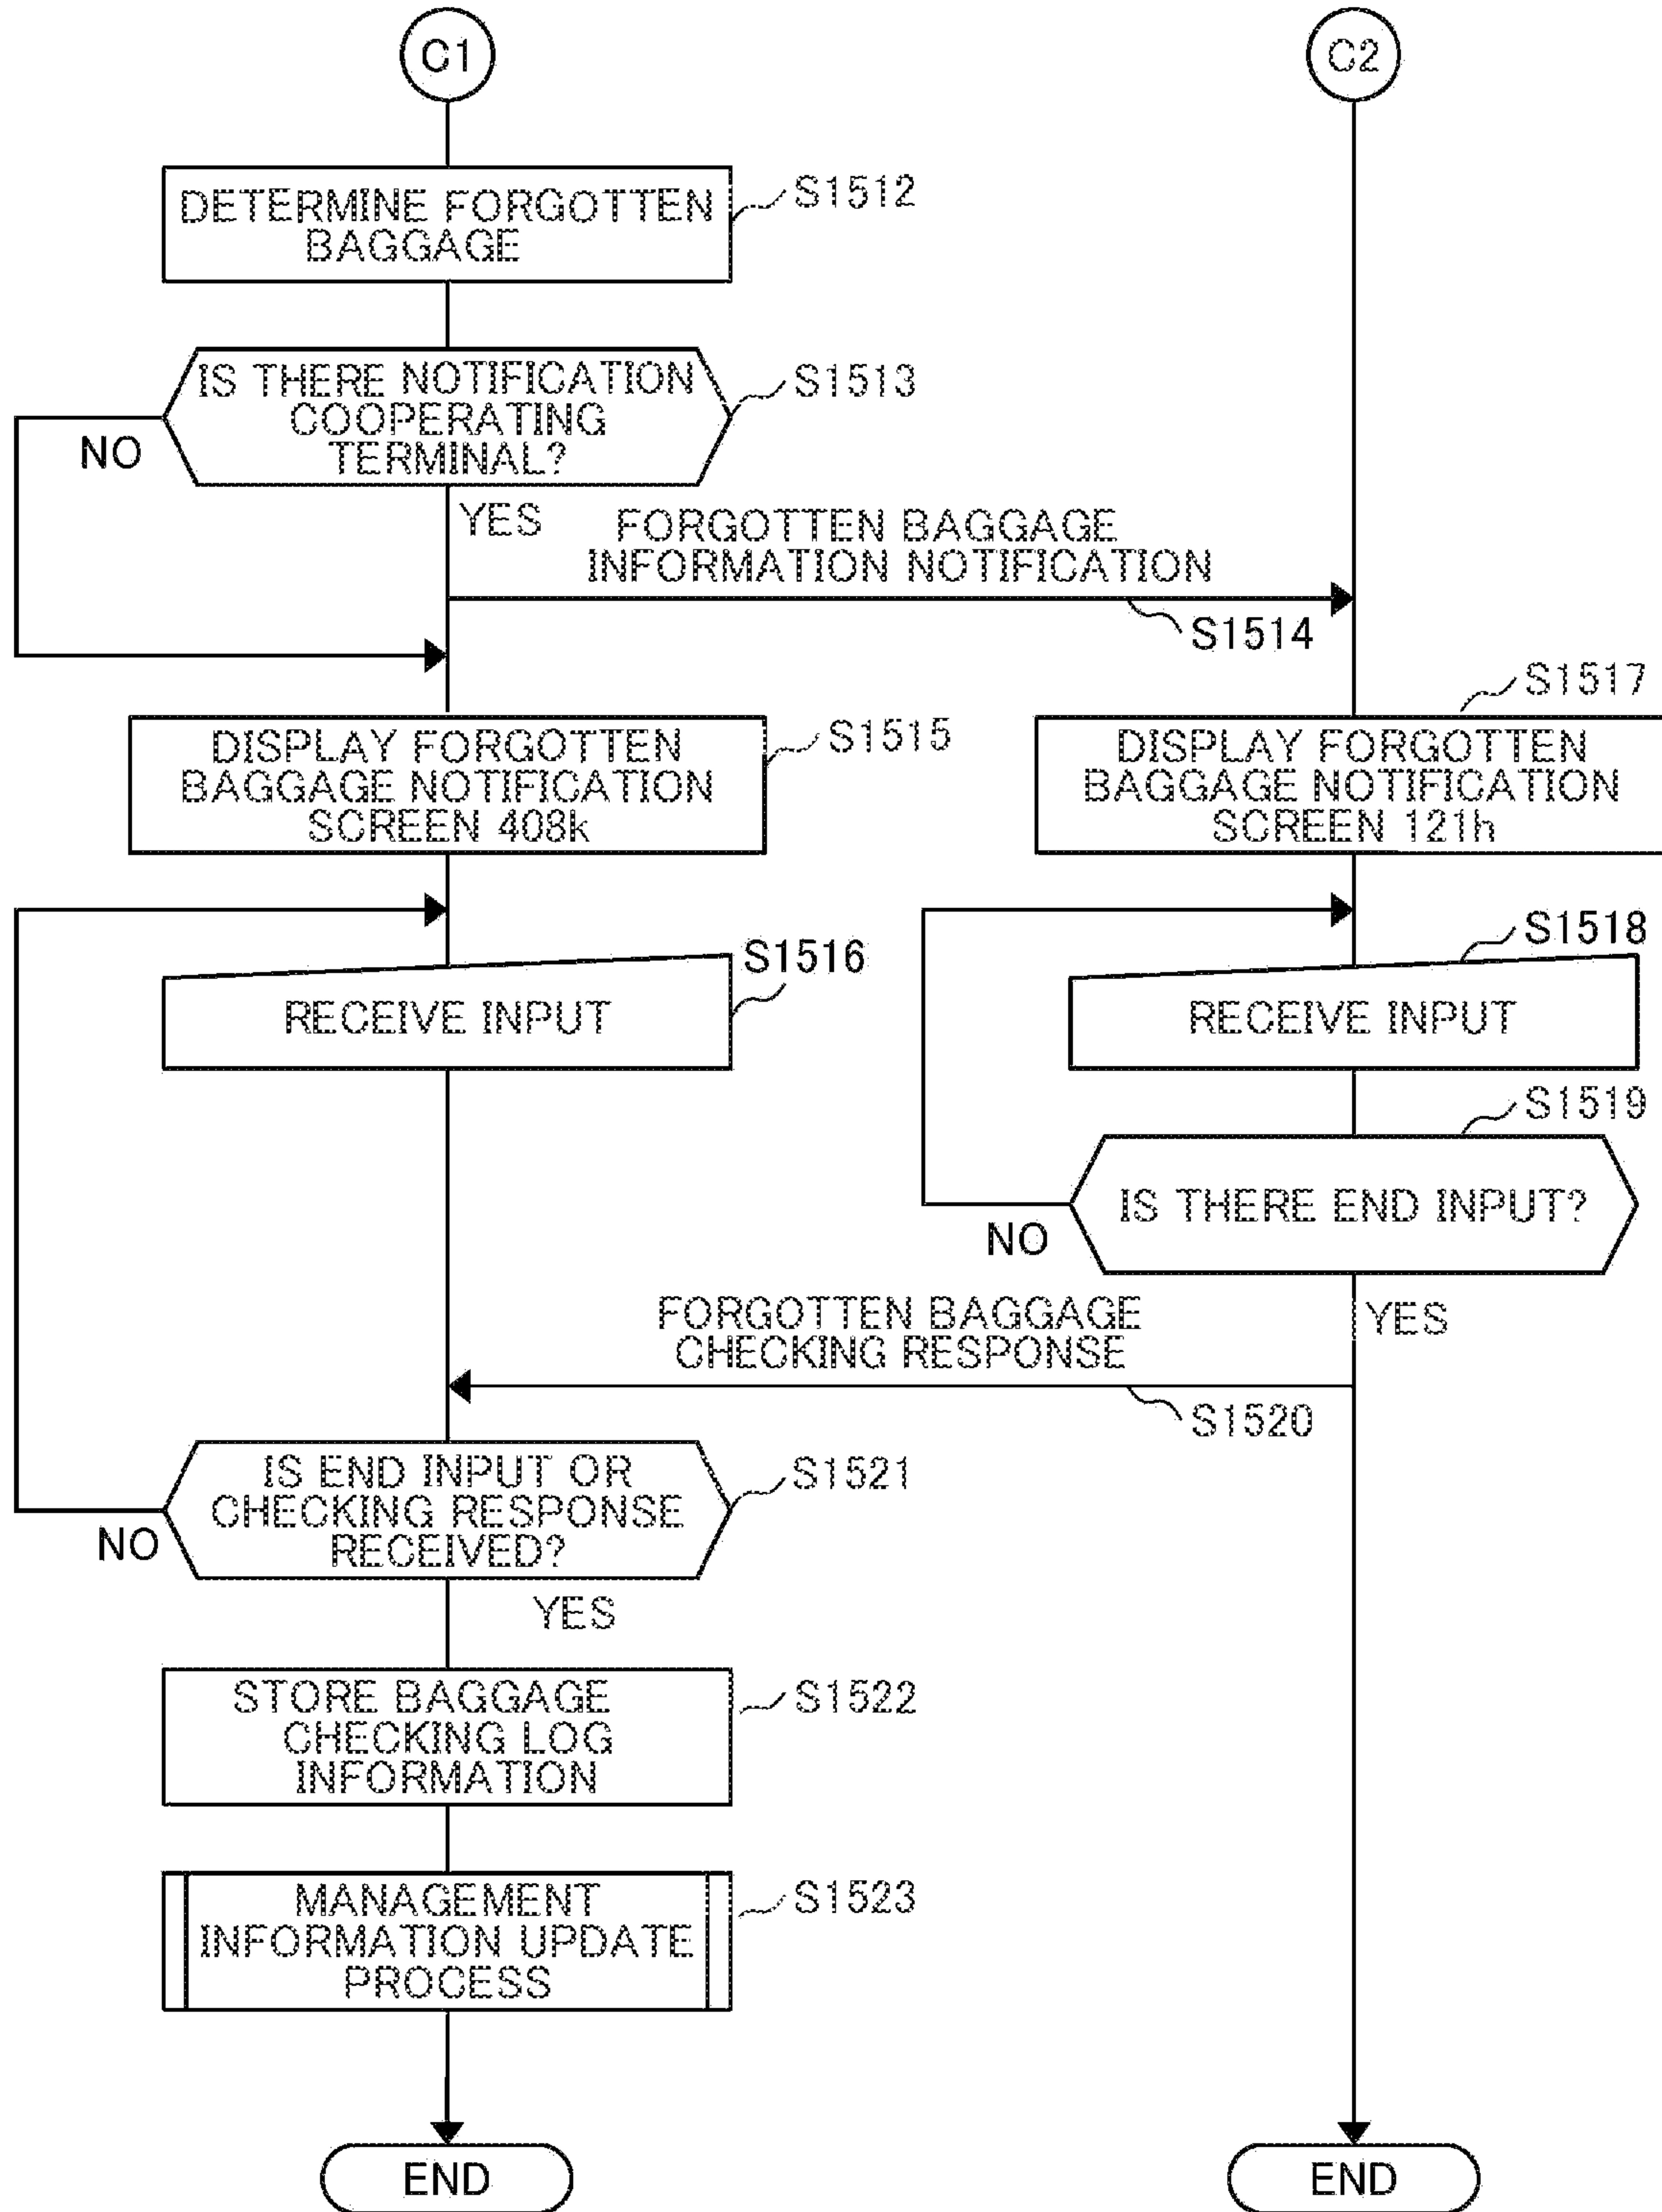 C1
C2
DETERMINE FORGOTTEN
BAGGAGE
S1512
IS THERE NOTIFICATION
COOPERATING
TERMINAL?
S1513
NO
YES
FORGOTTEN BAGGAGE
INFORMATION NOTIFICATION
S1514
DISPLAY FORGOTTEN
BAGGAGE NOTIFICATION
SCREEN 408k
S1515
S1517
DISPLAY FORGOTTEN
BAGGAGE NOTIFICATION
SCREEN 121h
S1516
RECEIVE INPUT
S1518
RECEIVE INPUT
S1519
IS THERE END INPUT?
NO
YES
FORGOTTEN BAGGAGE
CHECKING RESPONSE
S1520
IS END INPUT OR
CHECKING RESPONSE
RECEIVED?
S1521
NO
YES
STORE BAGGAGE
CHECKING LOG
INFORMATION
S1522
MANAGEMENT
INFORMATION UPDATE
PROCESS
S1523
END
END